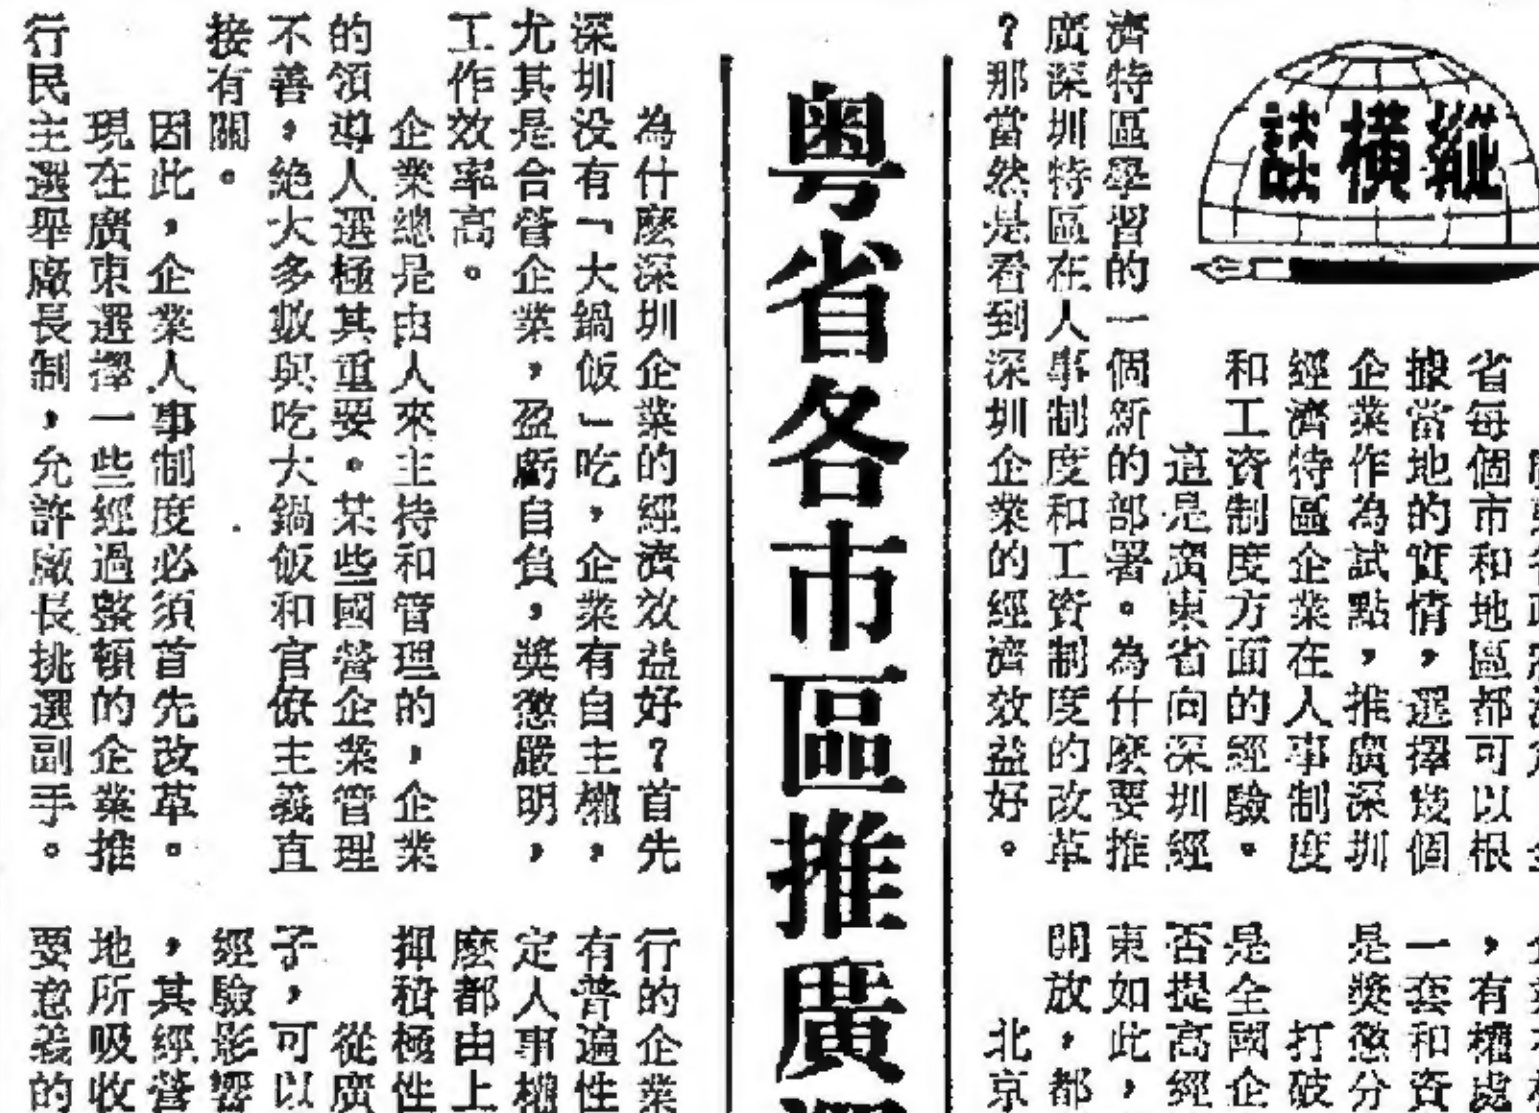 縱橫談
省每個市和地區都可以根
據當地的實情，選擇幾個
企業作為試點，推廣深圳
經濟特區企業在人事制度
和工資制度方面的經驗。
這是廣東省向深圳經
濟特區學習的一個新的部署。為什麼要推
廣深圳特區在人事制度和工資制度的改革
？那當然是看到深圳企業的經濟效益好。
粵省各市區推廣
為什麼深圳企業的經濟效益好？首先
深圳没有「大鍋飯」吃，企業有自主權，
尤其是合營企業，盈虧自負，獎懲嚴明，
工作效率高。
企業總是由人來主持和管理的，企業
的領導人選極其重要。某些國營企業管理
不善，絶大多數與吃大鍋飯和官僚主義直
接有關。
因此，企業人事制度必須首先改革。
現在廣東選擇一些經過整頓的企業推
行民主選舉廠長制，允許廠長挑選副手。
，有權處
一套和資
是獎懲分
打破
是全國企
否提高經
東如此，
開放，都
北京
行的企業
有普遍性
定人事權
麼都由上
揮積極性
從廣
子，可以
經驗影響
，其經營
地所吸收
要意義的